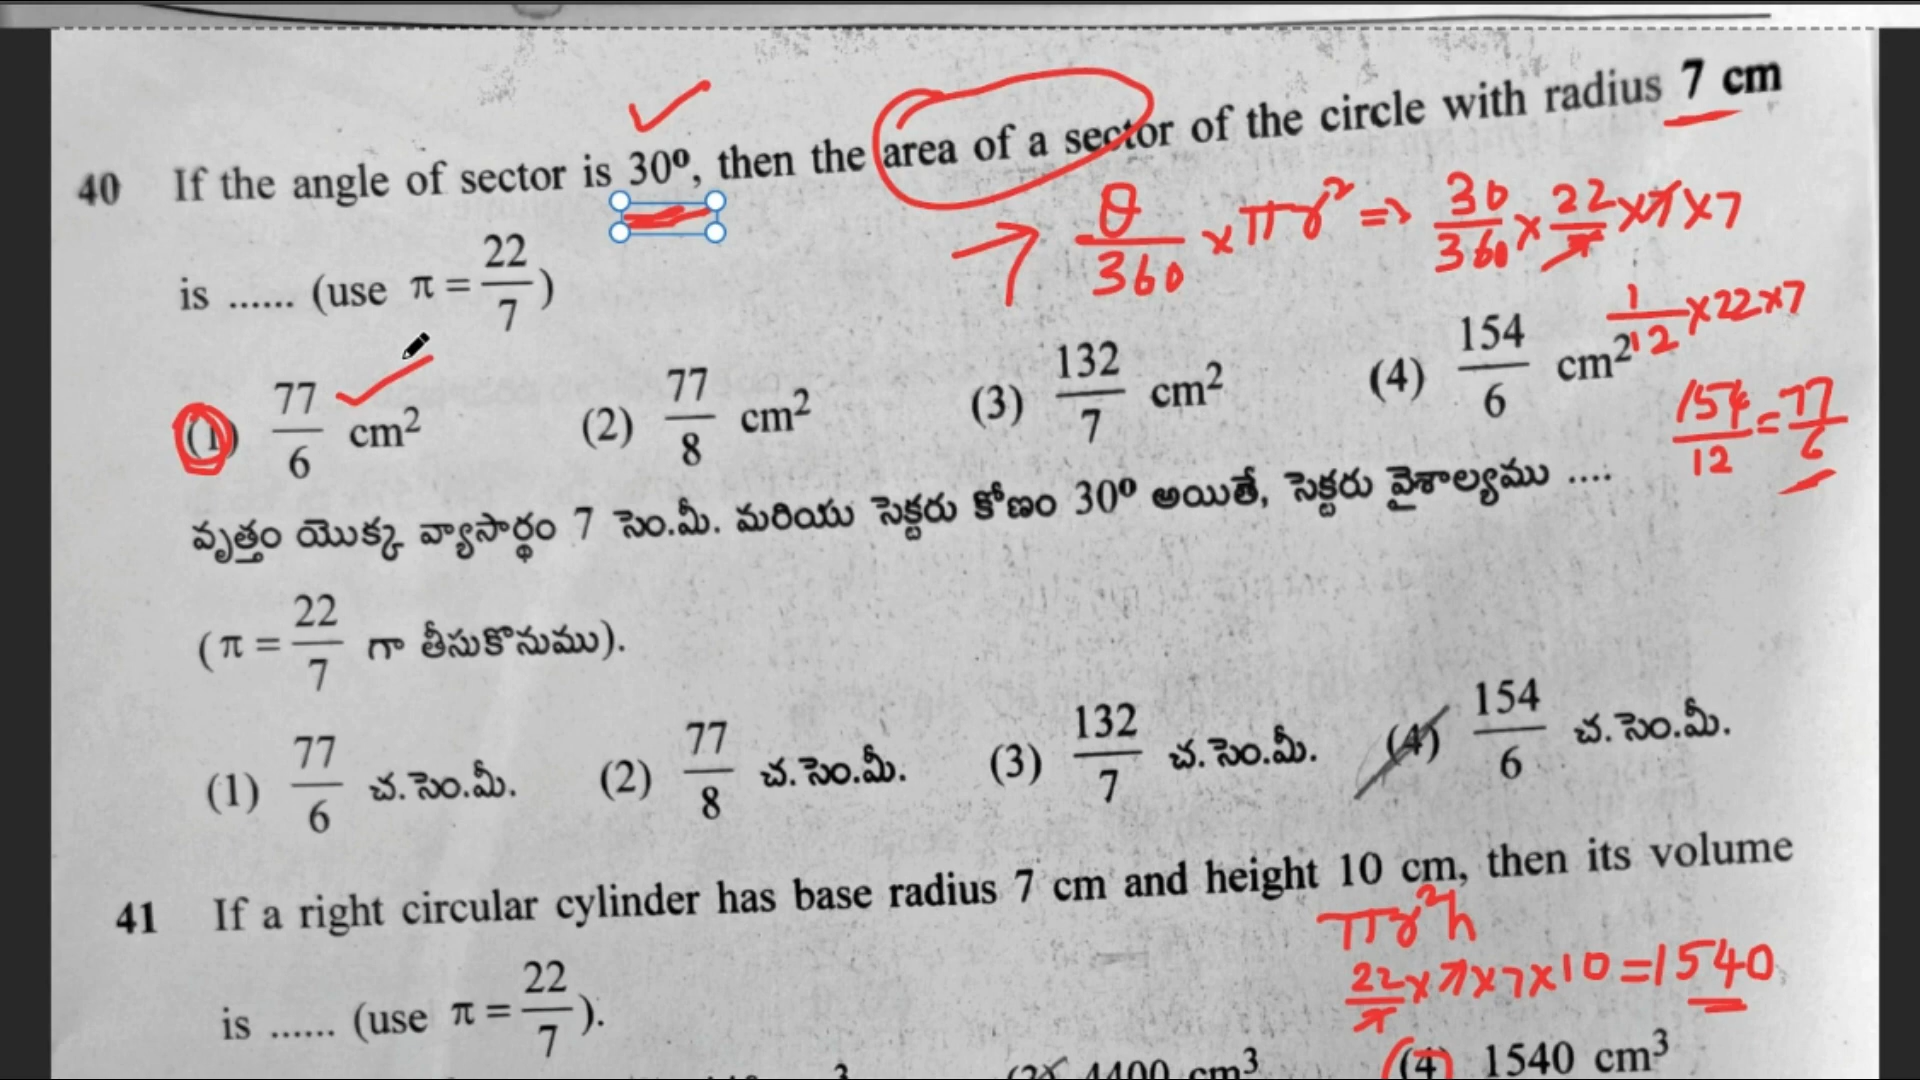 40 If the angle of sector is 30⁰, then the area of a sector of the circle with radius 7 cm
θ/360 × πr² => 30/360 × 22/7 × 7 × 7
is ...... (use π = 22/7)
1/12 × 22 × 7
(1) 77/6 cm² (2) 77/8 cm² (3) 132/7 cm² (4) 154/6 cm²
154/12 = 77/6
వృత్తం యొక్క వ్యాసార్థం 7 సెం.మీ. మరియు సెక్టరు కోణం 30⁰ అయితే, సెక్టరు వైశాల్యము ....
(π = 22/7 గా తీసుకొనుము).
(1) 77/6 చ.సెం.మీ. (2) 77/8 చ.సెం.మీ. (3) 132/7 చ.సెం.మీ. (4) 154/6 చ.సెం.మీ.
41 If a right circular cylinder has base radius 7 cm and height 10 cm, then its volume
πr²h
22/7 × 7 × 7 × 10 = 1540
is ...... (use π = 22/7).
4400 cm³ (4) 1540 cm³